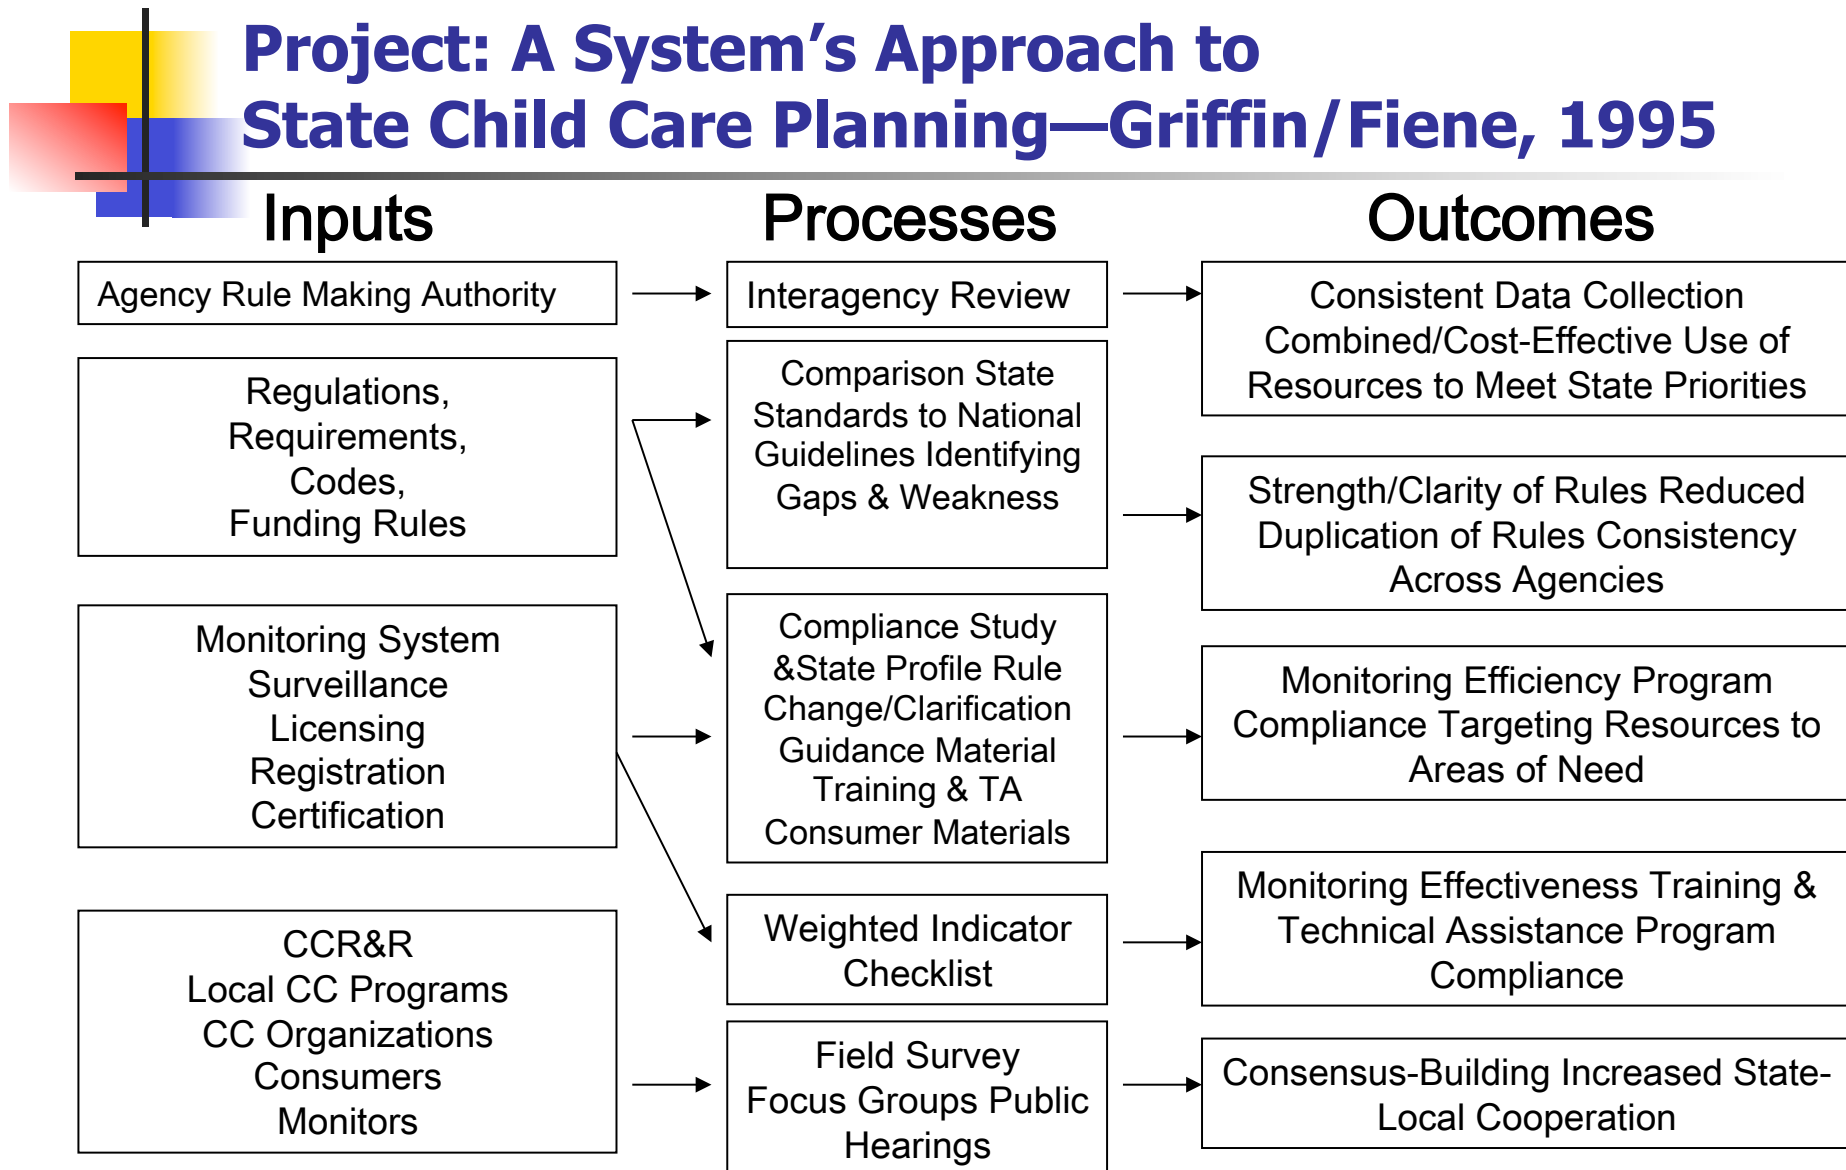 Project: A System's Approach to
State Child Care Planning—Griffin/Fiene, 1995
Inputs
Processes
Outcomes
Agency Rule Making Authority
Regulations,
Requirements,
Codes,
Funding Rules
Monitoring System
Surveillance
Licensing
Registration
Certification
CCR&R
Local CC Programs
CC Organizations
Consumers
Monitors
Interagency Review
Comparison State
Standards to National
Guidelines Identifying
Gaps & Weakness
Compliance Study
&State Profile Rule
Change/Clarification
Guidance Material
Training & TA
Consumer Materials
Weighted Indicator
Checklist
Field Survey
Focus Groups Public
Hearings
Consistent Data Collection
Combined/Cost-Effective Use of
Resources to Meet State Priorities
Strength/Clarity of Rules Reduced
Duplication of Rules Consistency
Across Agencies
Monitoring Efficiency Program
Compliance Targeting Resources to
Areas of Need
Monitoring Effectiveness Training &
Technical Assistance Program
Compliance
Consensus-Building Increased State-
Local Cooperation